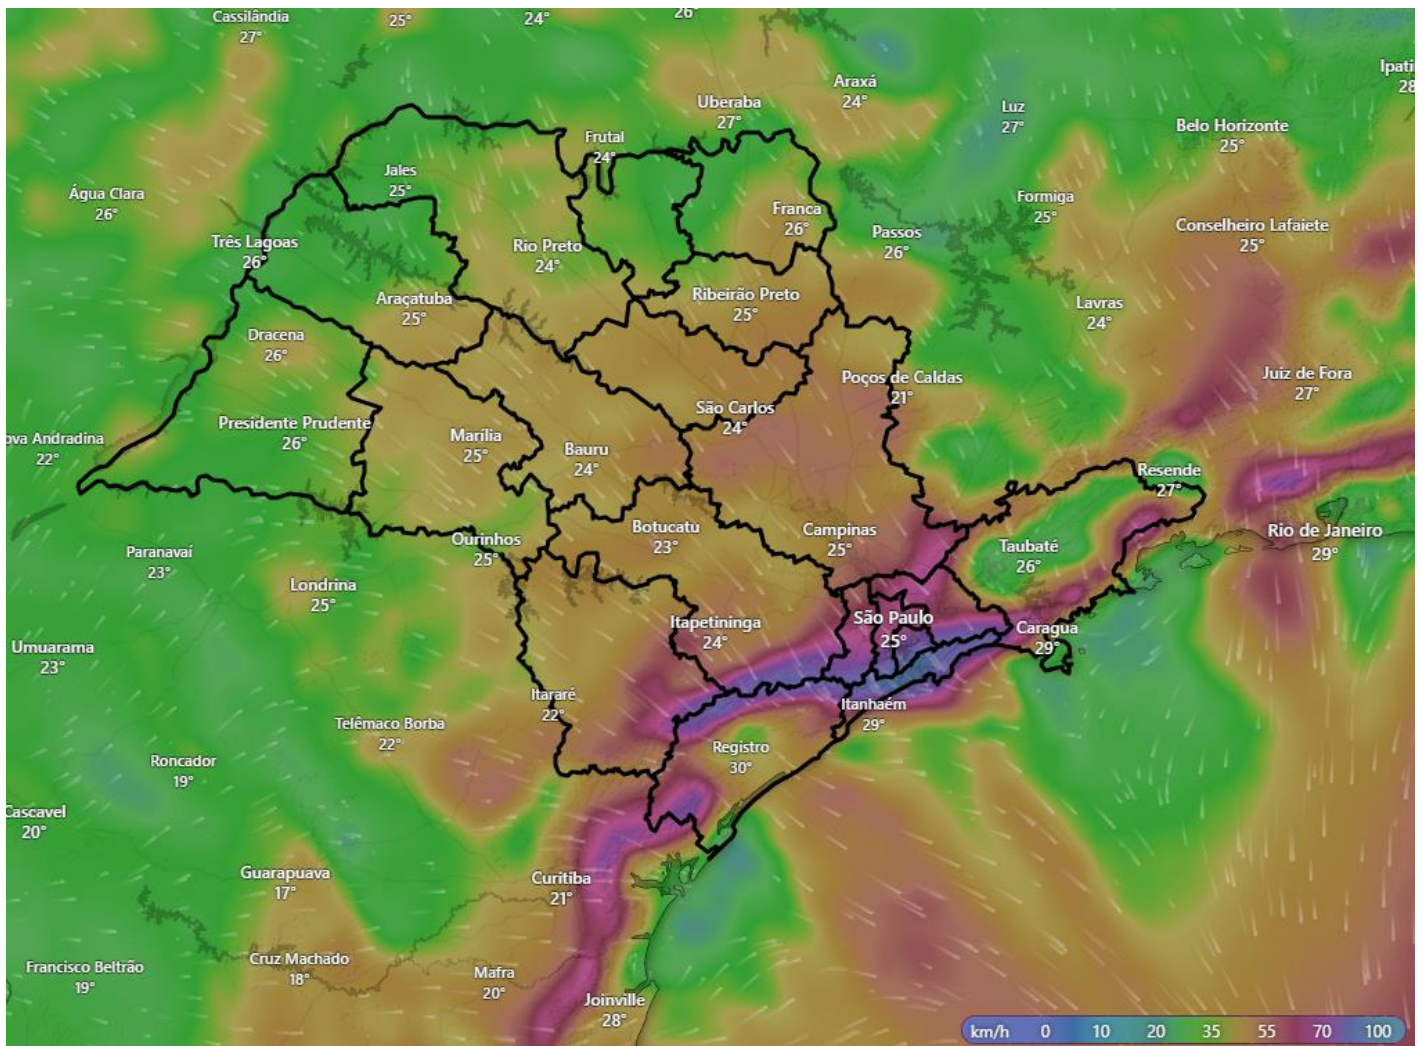 Cassilândia
27°
25°
24°
26°
Araxá
24°
Uberaba
27°
Luz
27°
Belo Horizonte
25°
28
Frutal
24°
Jales
25°
Água Clara
26°
Franca
26°
Formiga
25°
Passos
26°
Conselheiro Lafaiete
25°
Três Lagoas
26°
Rio Preto
24°
Araçatuba
25°
Ribeirão Preto
25°
Lavras
24°
Dracena
26°
Poços de Caldas
21°
Juiz de Fora
27°
São Carlos
24°
Presidente Prudente
26°
Marília
25°
Bauru
24°
ova Andradina
22°
Resende
27°
Botucatu
23°
Campinas
25°
Rio de Janeiro
29°
Ourinhos
25°
Taubaté
26°
Paranavaí
23°
Londrina
25°
Itapetininga
24°
São Paulo
25°
Caragua
29°
Umuarama
23°
Itararé
22°
Itanhaém
29°
Telêmaco Borba
22°
Registro
30°
Roncador
19°
Cascavel
20°
Guarapuava
17°
Curitiba
21°
Cruz Machado
18°
Francisco Beltrão
19°
Mafra
20°
Joinville
28°
km/h 0 10 20 35 55 70 100